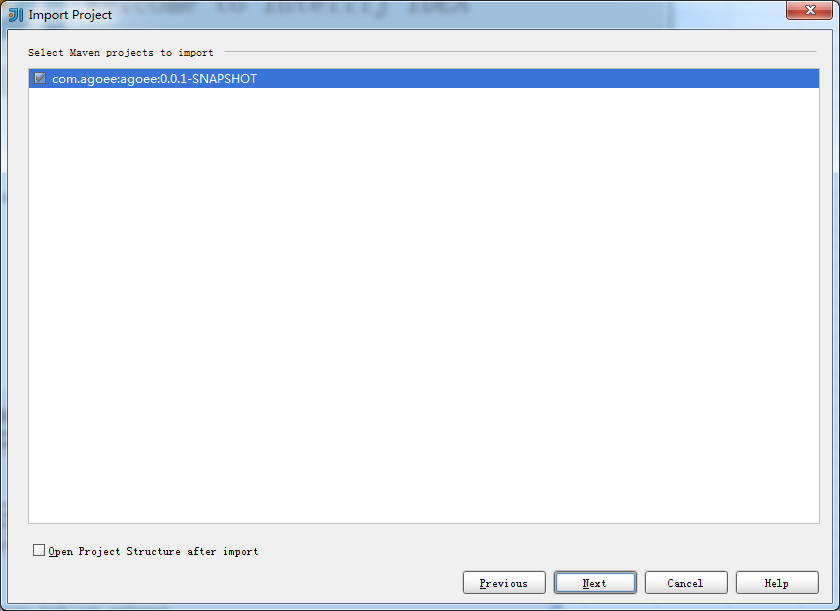 Import Project
Select Maven projects to import
com.agoee:agoee:0.0.1-SNAPSHOT
Open Project Structure after import
Previous Next Cancel Help